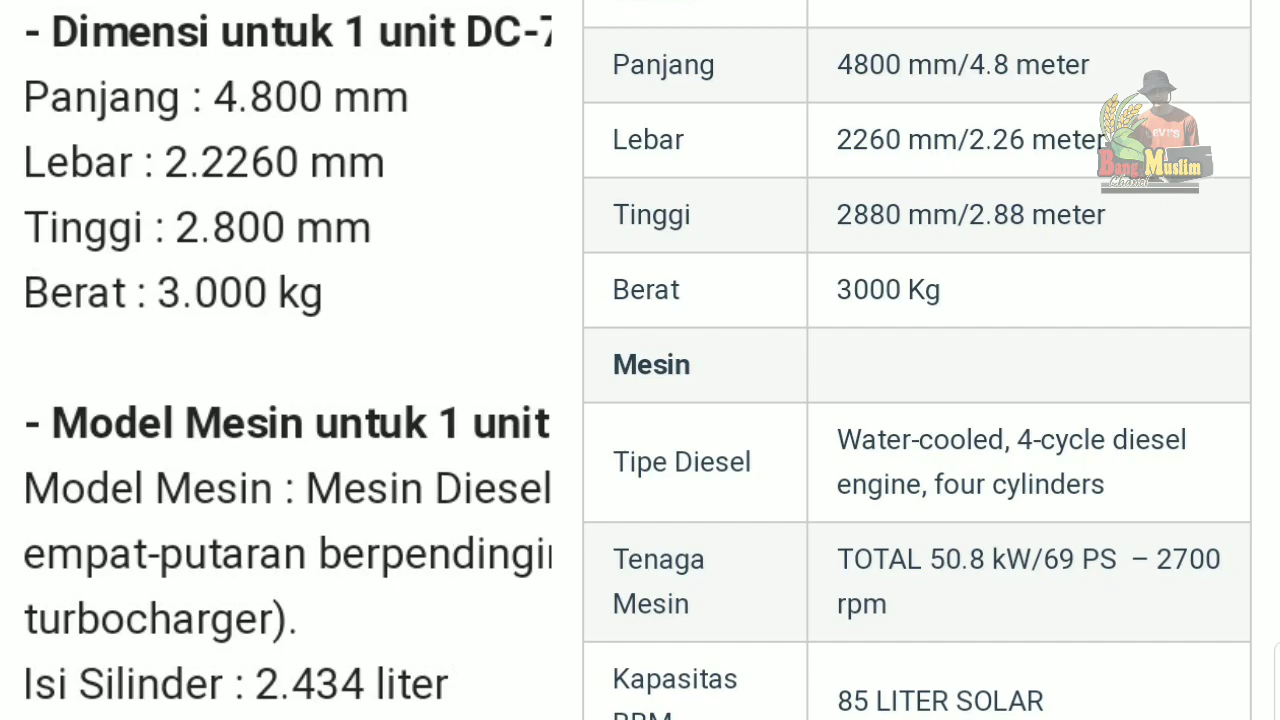 - Dimensi untuk 1 unit DC-7
Panjang : 4.800 mm
Lebar : 2.2260 mm
Tinggi : 2.800 mm
Berat : 3.000 kg
- Model Mesin untuk 1 unit
Model Mesin : Mesin Diesel
empat-putaran berpendingin
turbocharger).
Isi Silinder : 2.434 liter
Panjang 4800 mm/4.8 meter
Lebar 2260 mm/2.26 meter
Tinggi 2880 mm/2.88 meter
Berat 3000 Kg
Mesin
Tipe Diesel Water-cooled, 4-cycle diesel
engine, four cylinders
Tenaga TOTAL 50.8 kW/69 PS – 2700
Mesin rpm
Kapasitas
85 LITER SOLAR
Levi's
Bang Muslim
Chanel